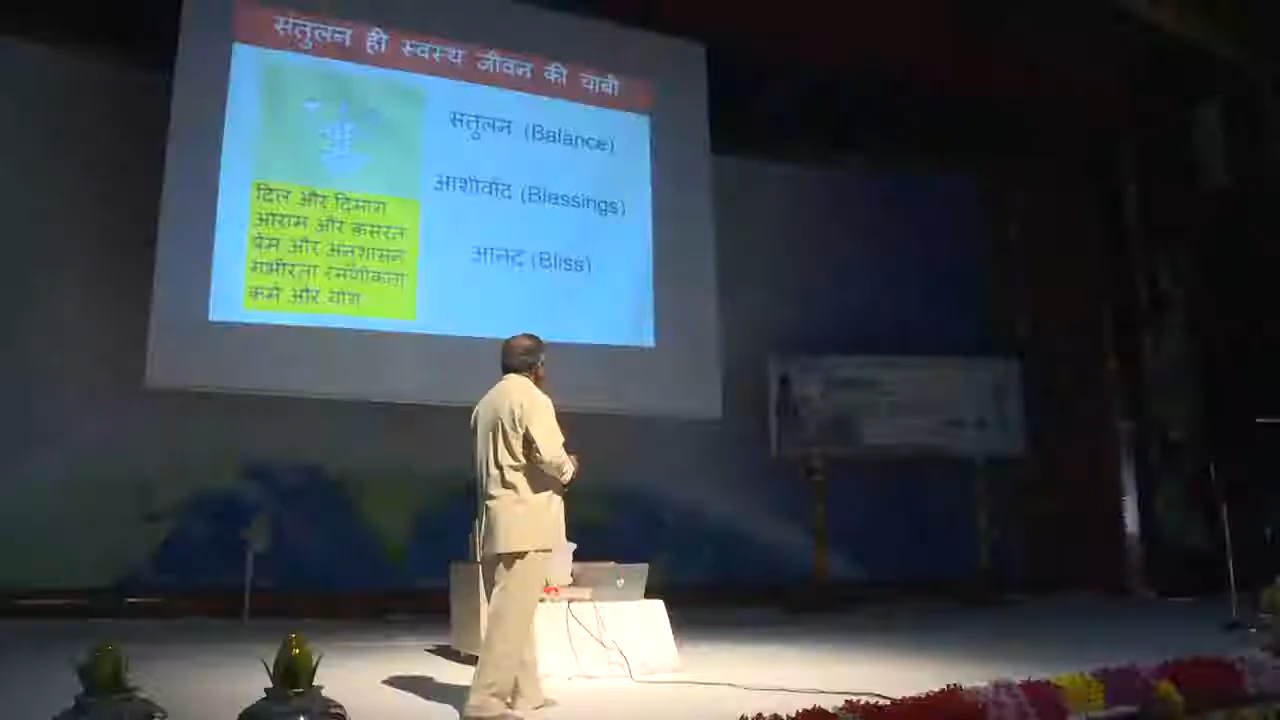 संतुलन ही स्वस्थ जीवन की चाबी
संतुलन (Balance)
आशीर्वाद (Blessings)
आनंद (Bliss)
दिल और दिमाग
आराम और कसरत
प्रेम और अनुशासन
गंभीरता रमणीकता
कर्म और योग